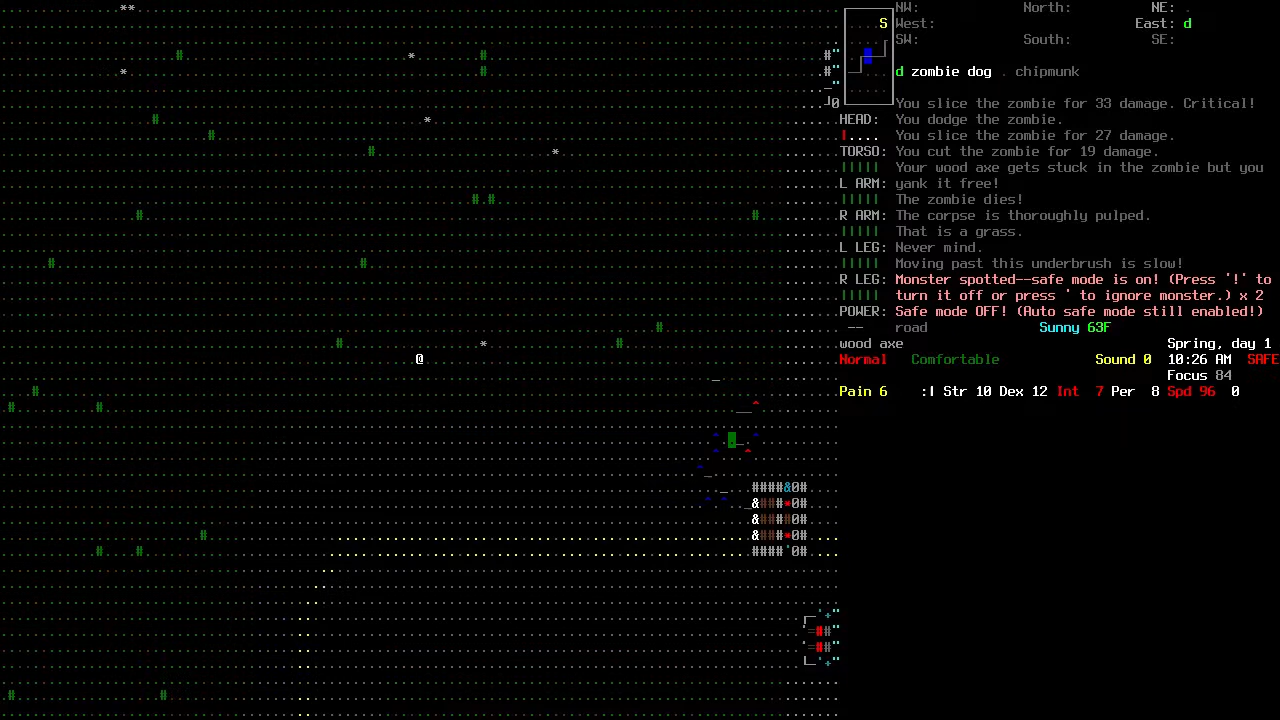 NW: North: NE: .
West: East: d
SW: South: SE:
S
d zombie dog . chipmunk
You slice the zombie for 33 damage. Critical!
HEAD: You dodge the zombie.
|.... You slice the zombie for 27 damage.
TORSO: You cut the zombie for 19 damage.
||||| Your wood axe gets stuck in the zombie but you
L ARM: yank it free!
||||| The zombie dies!
R ARM: The corpse is thoroughly pulped.
||||| That is a grass.
L LEG: Never mind.
||||| Moving past this underbrush is slow!
R LEG: Monster spotted--safe mode is on! (Press '!' to
||||| turn it off or press ' to ignore monster.) x 2
POWER: Safe mode OFF! (Auto safe mode still enabled!)
-- road Sunny 63F
wood axe Spring, day 1
Normal Comfortable Sound 0 10:26 AM SAFE
Focus 84
Pain 6 :| Str 10 Dex 12 Int 7 Per 8 Spd 96 0